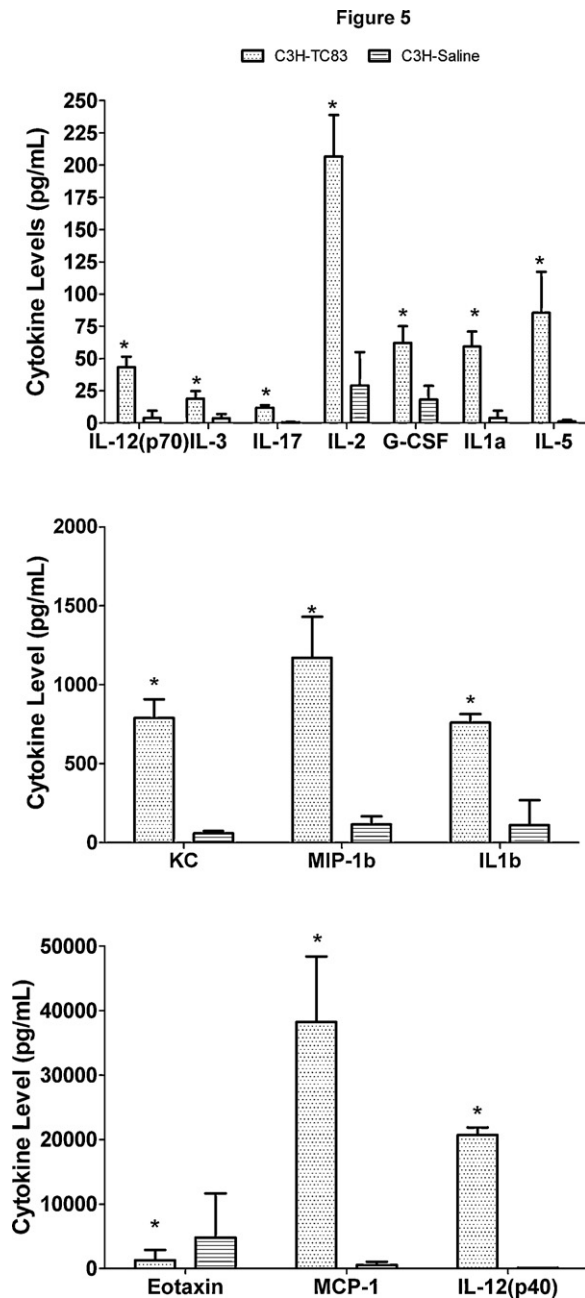 Figure 5
C3H-TC83 C3H-Saline
Cytokine Levels (pg/mL)
250
225
200
175
150
125
100
75
50
25
0
* * * * * * *
IL-12(p70) IL-3 IL-17 IL-2 G-CSF IL1a IL-5
Cytokine Level (pg/mL)
2000
1500
1000
500
0
* * *
KC MIP-1b IL1b
Cytokine Level (pg/mL)
50000
40000
30000
20000
10000
0
* * *
Eotaxin MCP-1 IL-12(p40)